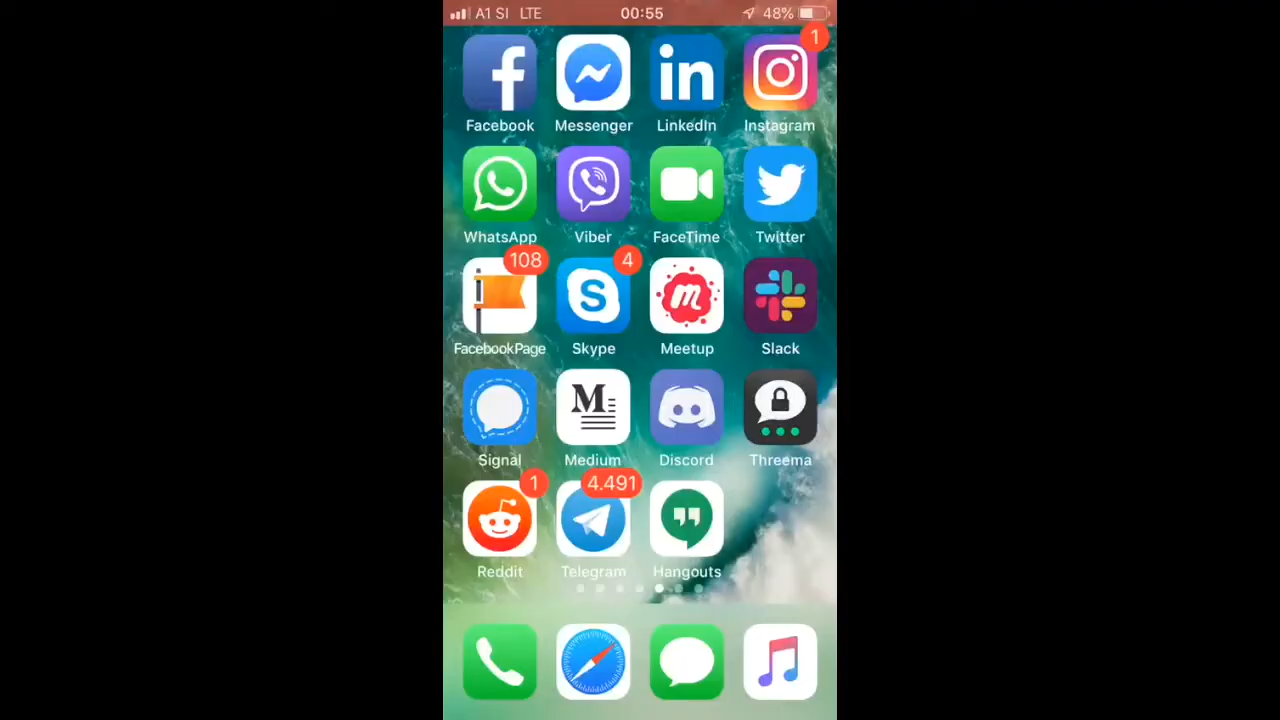 A1 SI LTE 00:55 48%
1
Facebook Messenger LinkedIn Instagram
WhatsApp Viber FaceTime Twitter
108 4
FacebookPage Skype Meetup Slack
Signal Medium Discord Threema
1 4.491
Reddit Telegram Hangouts